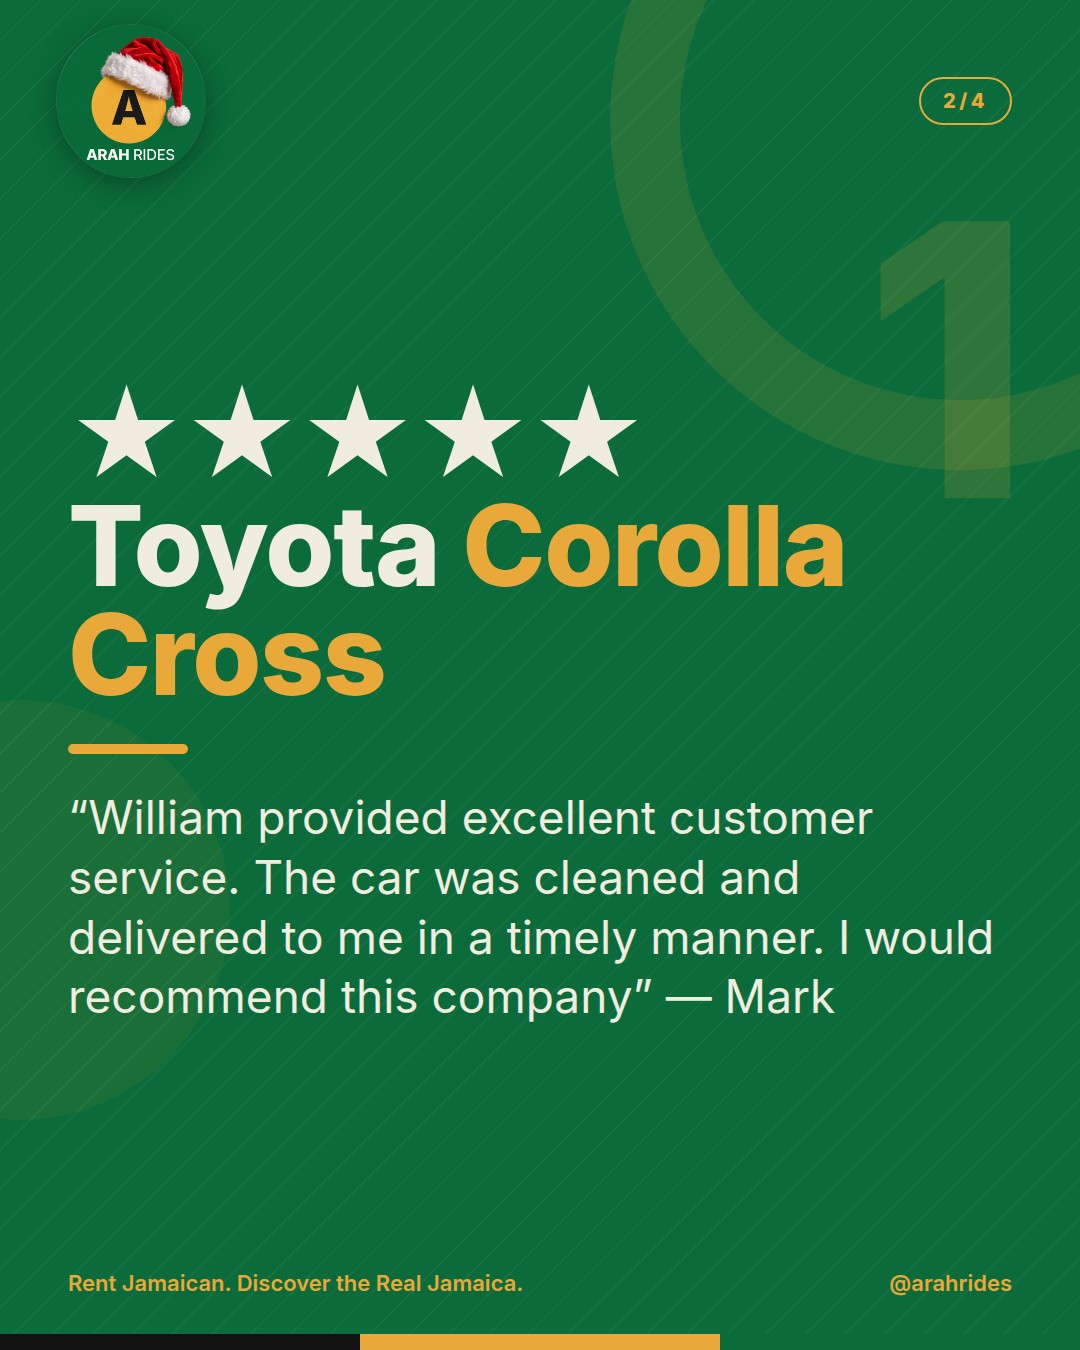 A
ARAH RIDES
2/4
1
★★★★★
Toyota Corolla
Cross
“William provided excellent customer
service. The car was cleaned and
delivered to me in a timely manner. I would
recommend this company” — Mark
Rent Jamaican. Discover the Real Jamaica.
@arahrides